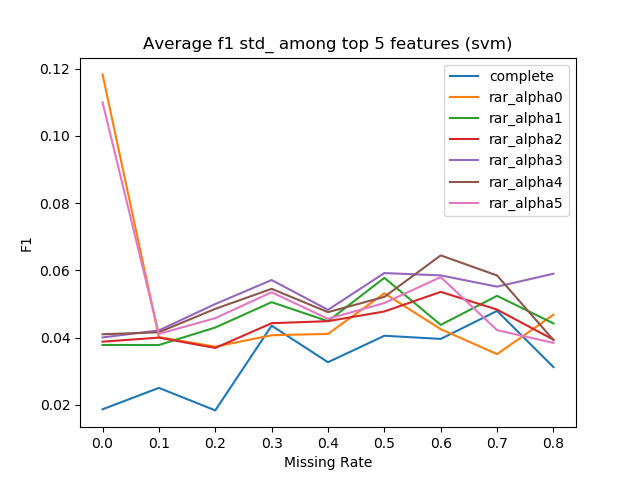 Average f1 std_ among top 5 features (svm)
0.12
0.10
0.08
0.06
0.04
0.02
F1
0.0 0.1 0.2 0.3 0.4 0.5 0.6 0.7 0.8
Missing Rate
complete
rar_alpha0
rar_alpha1
rar_alpha2
rar_alpha3
rar_alpha4
rar_alpha5